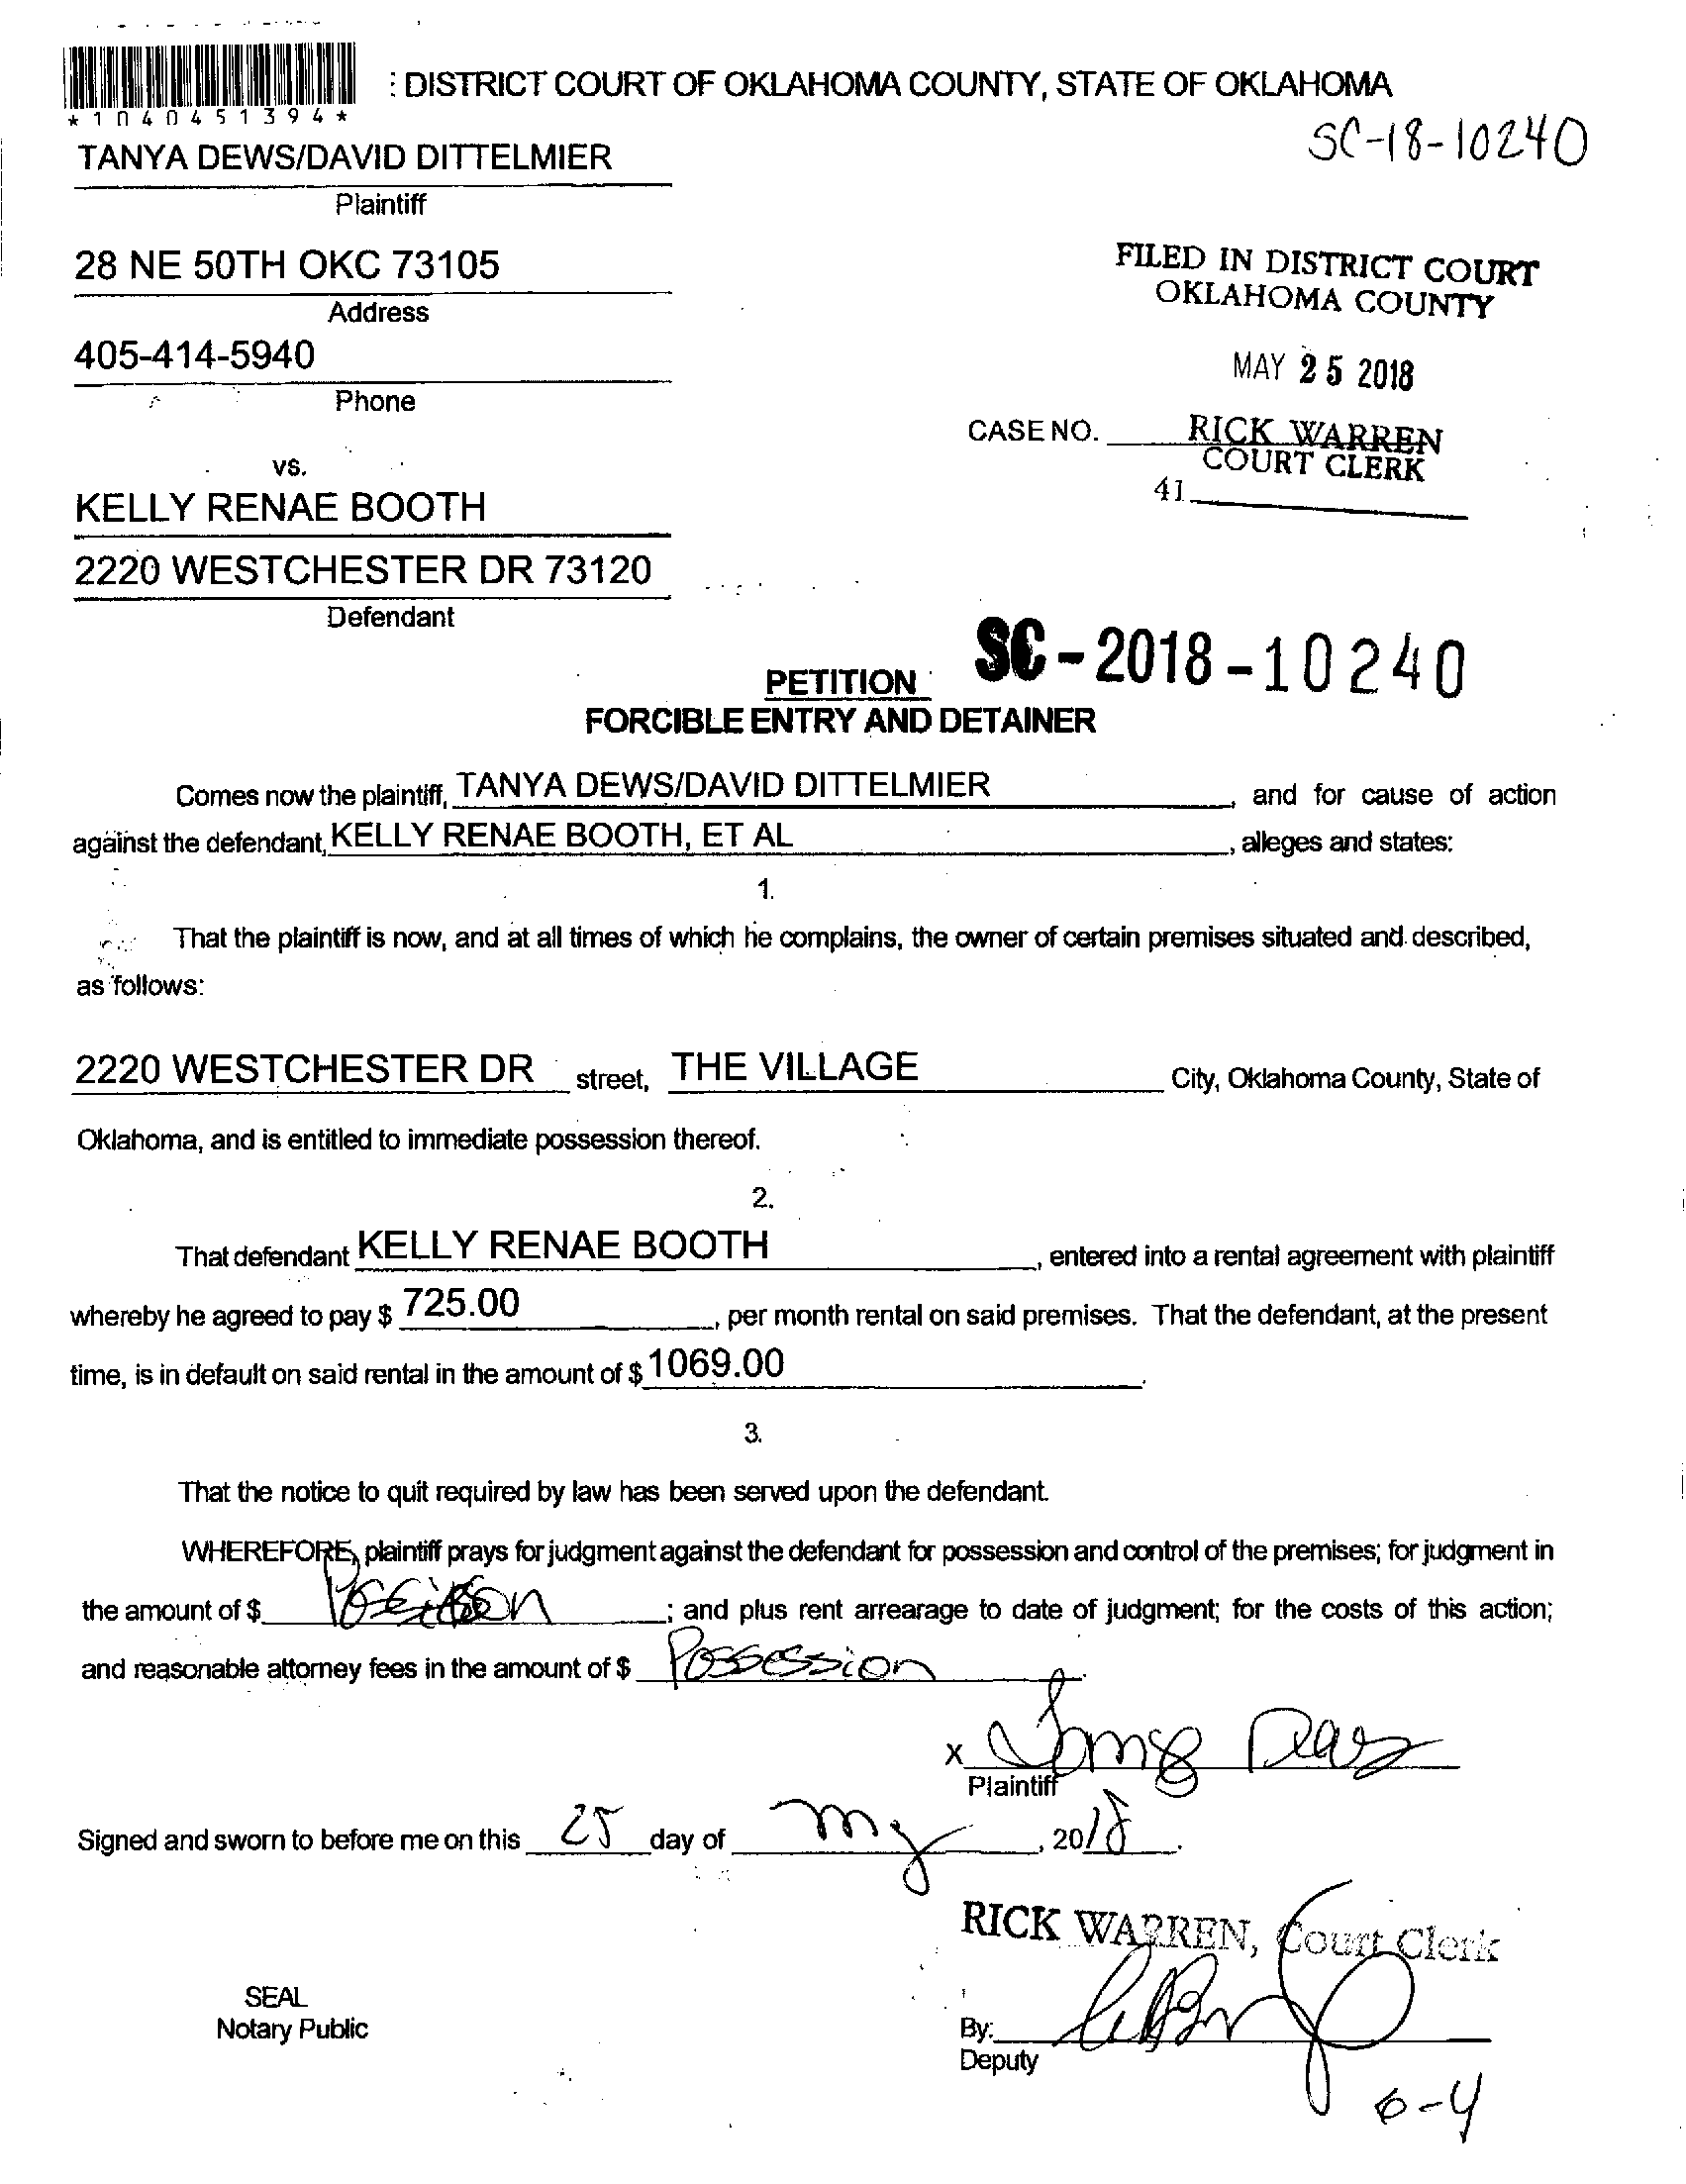 : DISTRICT COURT OF OKLAHOMA COUNTY, STATE OF OKLAHOMA
*1040451394*
SC-18-10240
TANYA DEWS/DAVID DITTELMIER
Plaintiff
28 NE 50TH OKC 73105
Address
FILED IN DISTRICT COURT
OKLAHOMA COUNTY
405-414-5940
Phone
MAY 25 2018
CASE NO. RICK WARREN
COURT CLERK
41
vs.
KELLY RENAE BOOTH
2220 WESTCHESTER DR 73120
Defendant
SC-2018-10240
PETITION
FORCIBLE ENTRY AND DETAINER
Comes now the plaintiff, TANYA DEWS/DAVID DITTELMIER, and for cause of action
against the defendant, KELLY RENAE BOOTH, ET AL, alleges and states:
1.
That the plaintiff is now, and at all times of which he complains, the owner of certain premises situated and described,
as follows:
2220 WESTCHESTER DR street, THE VILLAGE City, Oklahoma County, State of
Oklahoma, and is entitled to immediate possession thereof.
2.
That defendant KELLY RENAE BOOTH, entered into a rental agreement with plaintiff
whereby he agreed to pay $ 725.00, per month rental on said premises. That the defendant, at the present
time, is in default on said rental in the amount of $ 1069.00.
3.
That the notice to quit required by law has been served upon the defendant.
WHEREFORE, plaintiff prays for judgment against the defendant for possession and control of the premises; for judgment in
the amount of $ ; and plus rent arrearage to date of judgment; for the costs of this action;
and reasonable attorney fees in the amount of $ Possession
X
Plaintiff
Signed and sworn to before me on this 25 day of My, 2018.
RICK WARREN, Court Clerk
SEAL
Notary Public
By:
Deputy
6-4